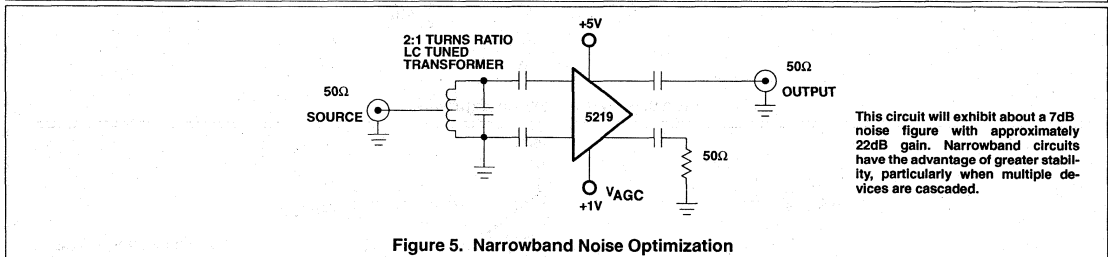 +5V
2:1 TURNS RATIO
LC TUNED
TRANSFORMER
50Ω
SOURCE
5219
50Ω
OUTPUT
50Ω
VAGC
+1V
This circuit will exhibit about a 7dB
noise figure with approximately
22dB gain. Narrowband circuits
have the advantage of greater stabil-
ity, particularly when multiple de-
vices are cascaded.
Figure 5. Narrowband Noise Optimization